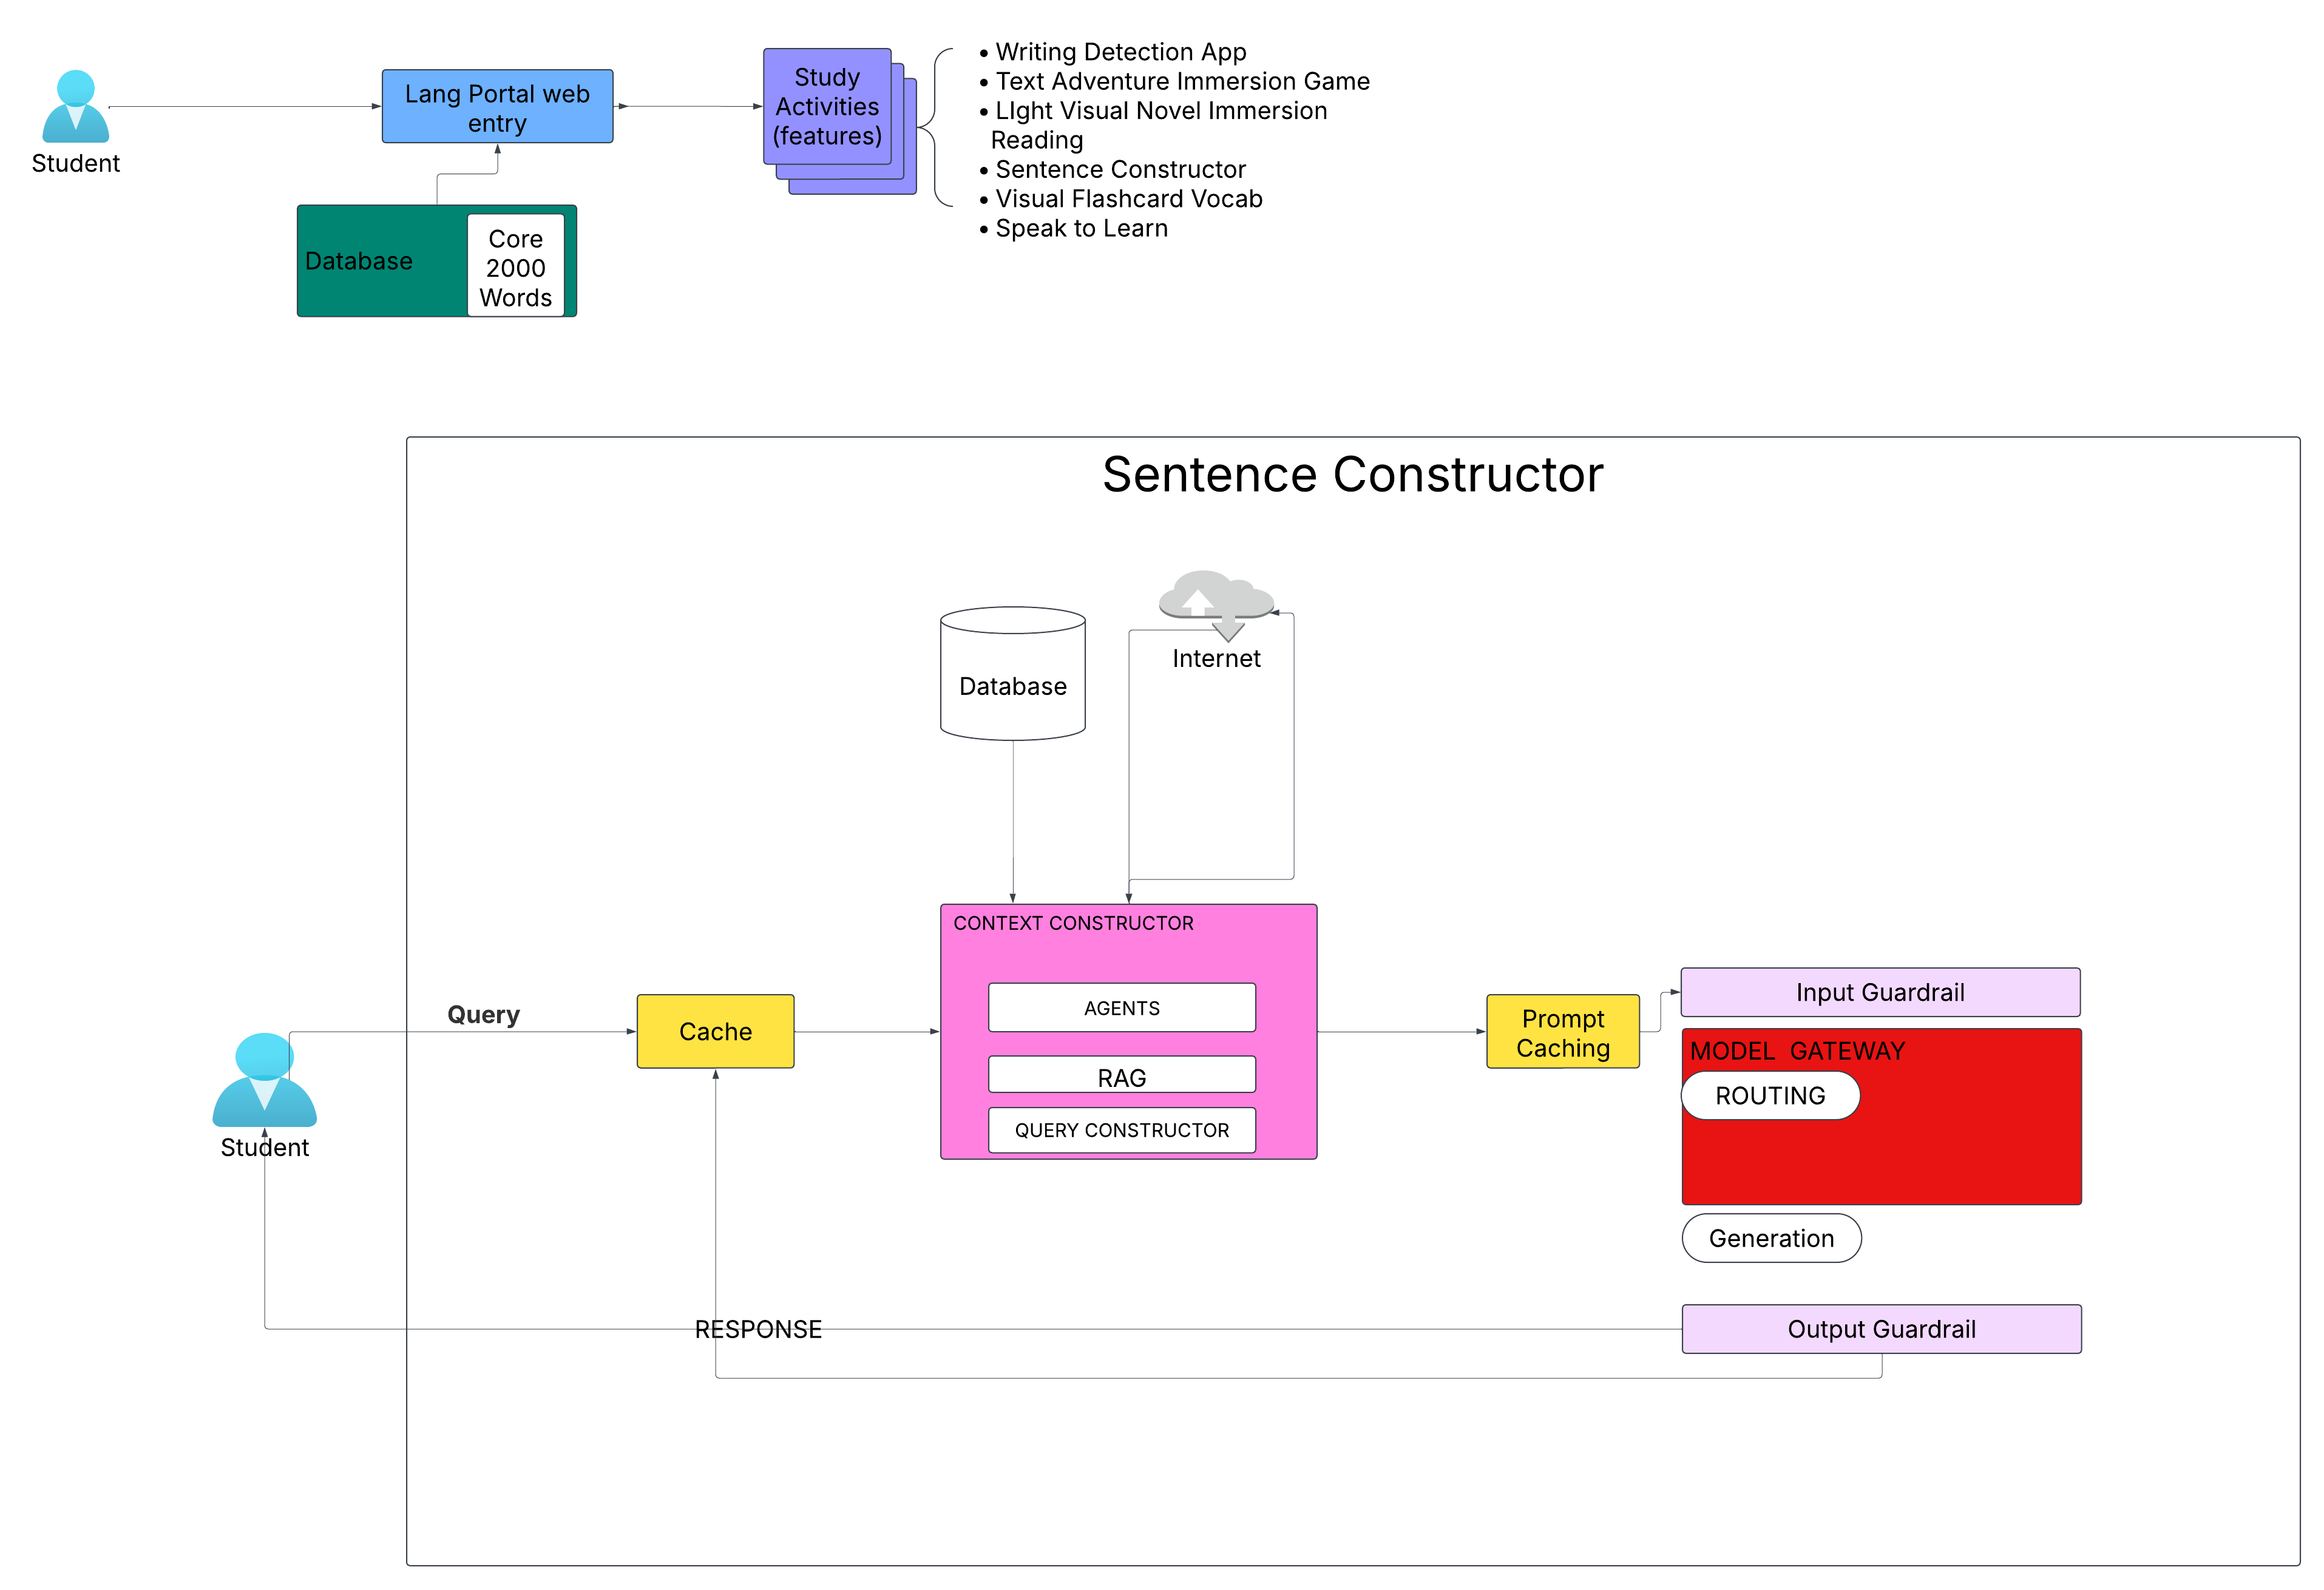 Student
Lang Portal web
entry
Database
Core
2000
Words
Study
Activities
(features)
• Writing Detection App
• Text Adventure Immersion Game
• LIght Visual Novel Immersion
Reading
• Sentence Constructor
• Visual Flashcard Vocab
• Speak to Learn
Sentence Constructor
Database
Internet
Student
Query
Cache
CONTEXT CONSTRUCTOR
AGENTS
RAG
QUERY CONSTRUCTOR
Prompt
Caching
Input Guardrail
MODEL GATEWAY
ROUTING
Generation
RESPONSE
Output Guardrail